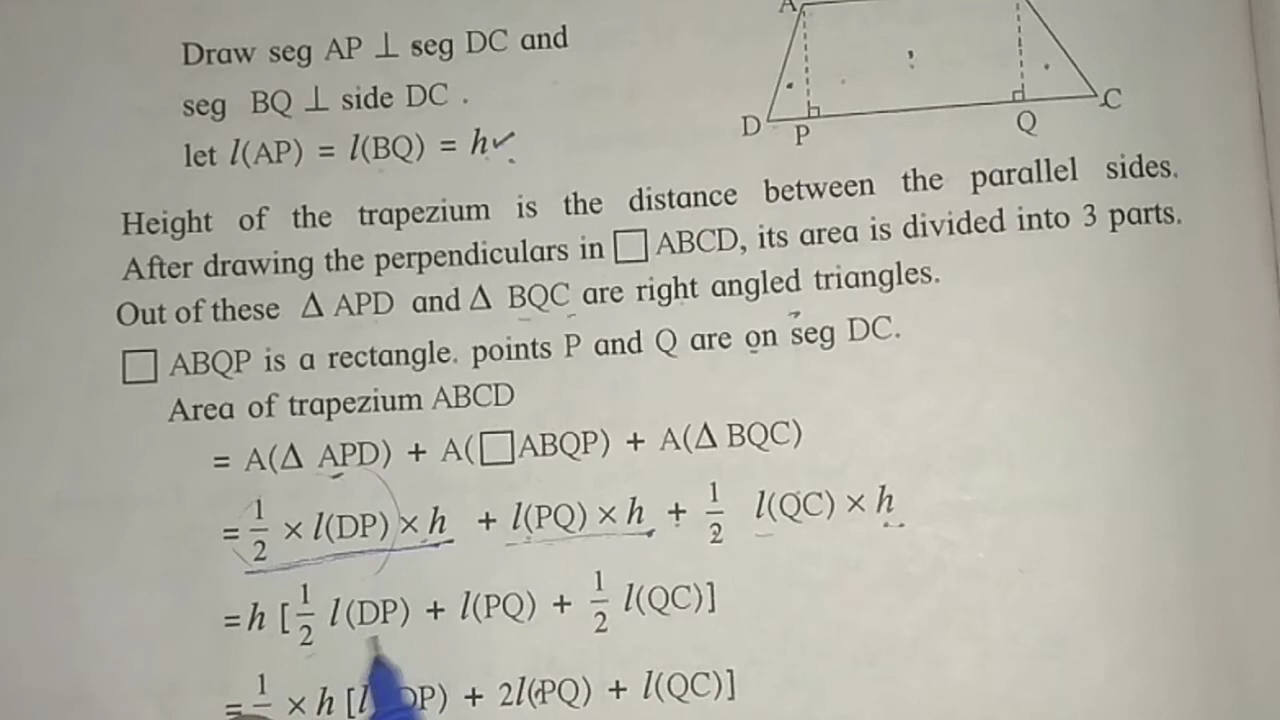 A
Draw seg AP ⊥ seg DC and
seg BQ ⊥ side DC .
let l(AP) = l(BQ) = h
D P Q C
Height of the trapezium is the distance between the parallel sides.
After drawing the perpendiculars in □ ABCD, its area is divided into 3 parts.
Out of these Δ APD and Δ BQC are right angled triangles.
□ ABQP is a rectangle. points P and Q are on seg DC.
Area of trapezium ABCD
= A(Δ APD) + A(□ABQP) + A(Δ BQC)
= 1/2 × l(DP) × h + l(PQ) × h + 1/2 l(QC) × h
= h [1/2 l(DP) + l(PQ) + 1/2 l(QC)]
= 1 × h [l DP) + 2l(PQ) + l(QC)]